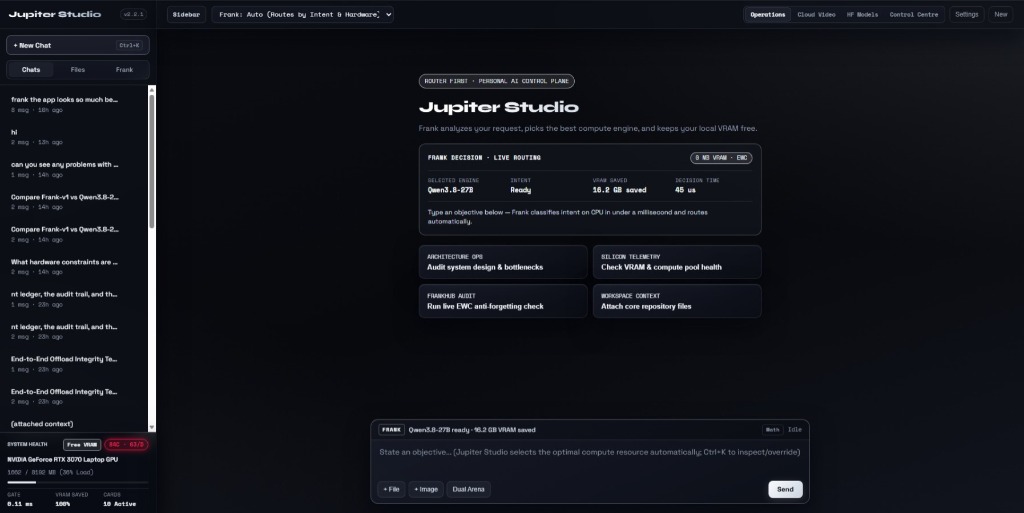 Jupiter Studio
v2.2.1
Sidebar
Frank: Auto (Routes by Intent & Hardware)
Operations
Cloud Video
HF Models
Control Centre
Settings
New
+ New Chat
Ctrl+K
Chats
Files
Frank
frank the app looks so much be…
hi
2 msg · 13h ago
can you see any problems with …
1 msg · 14h ago
Compare Frank-v1 vs Qwen3.8-2…
2 msg · 14h ago
Compare Frank-v1 vs Qwen3.8-2…
2 msg · 14h ago
What hardware constraints are …
2 msg · 14h ago
nt ledger, the audit trail, and th…
1 msg · 23h ago
nt ledger, the audit trail, and th…
2 msg · 23h ago
End-to-End Offload Integrity Te…
2 msg · 23h ago
End-to-End Offload Integrity Te…
2 msg · 23h ago
(attached context)
SYSTEM HEALTH
Free VRAM
NVIDIA GeForce RTX 3070 Laptop GPU
GATE
VRAM SAVED
CARDS
0.11 ms
100%
10 Active
ROUTER FIRST · PERSONAL AI CONTROL PLANE
Jupiter Studio
Frank analyzes your request, picks the best compute engine, and keeps your local VRAM free.
FRANK DECISION · LIVE ROUTING
0 MB VRAM · EWC
SELECTED ENGINE
INTENT
VRAM SAVED
DECISION TIME
Qwen3.8-27B
Ready
16.2 GB saved
45 us
Type an objective below — Frank classifies intent on CPU in under a millisecond and routes
automatically.
ARCHITECTURE OPS
Audit system design & bottlenecks
SILICON TELEMETRY
Check VRAM & compute pool health
FRANKHUB AUDIT
Run live EWC anti-forgetting check
WORKSPACE CONTEXT
Attach core repository files
FRANK
Qwen3.8-27B ready · 16.2 GB VRAM saved
Math
Idle
State an objective... (Jupiter Studio selects the optimal compute resource automatically; Ctrl+K to inspect/override)
+ File
+ Image
Dual Arena
Send